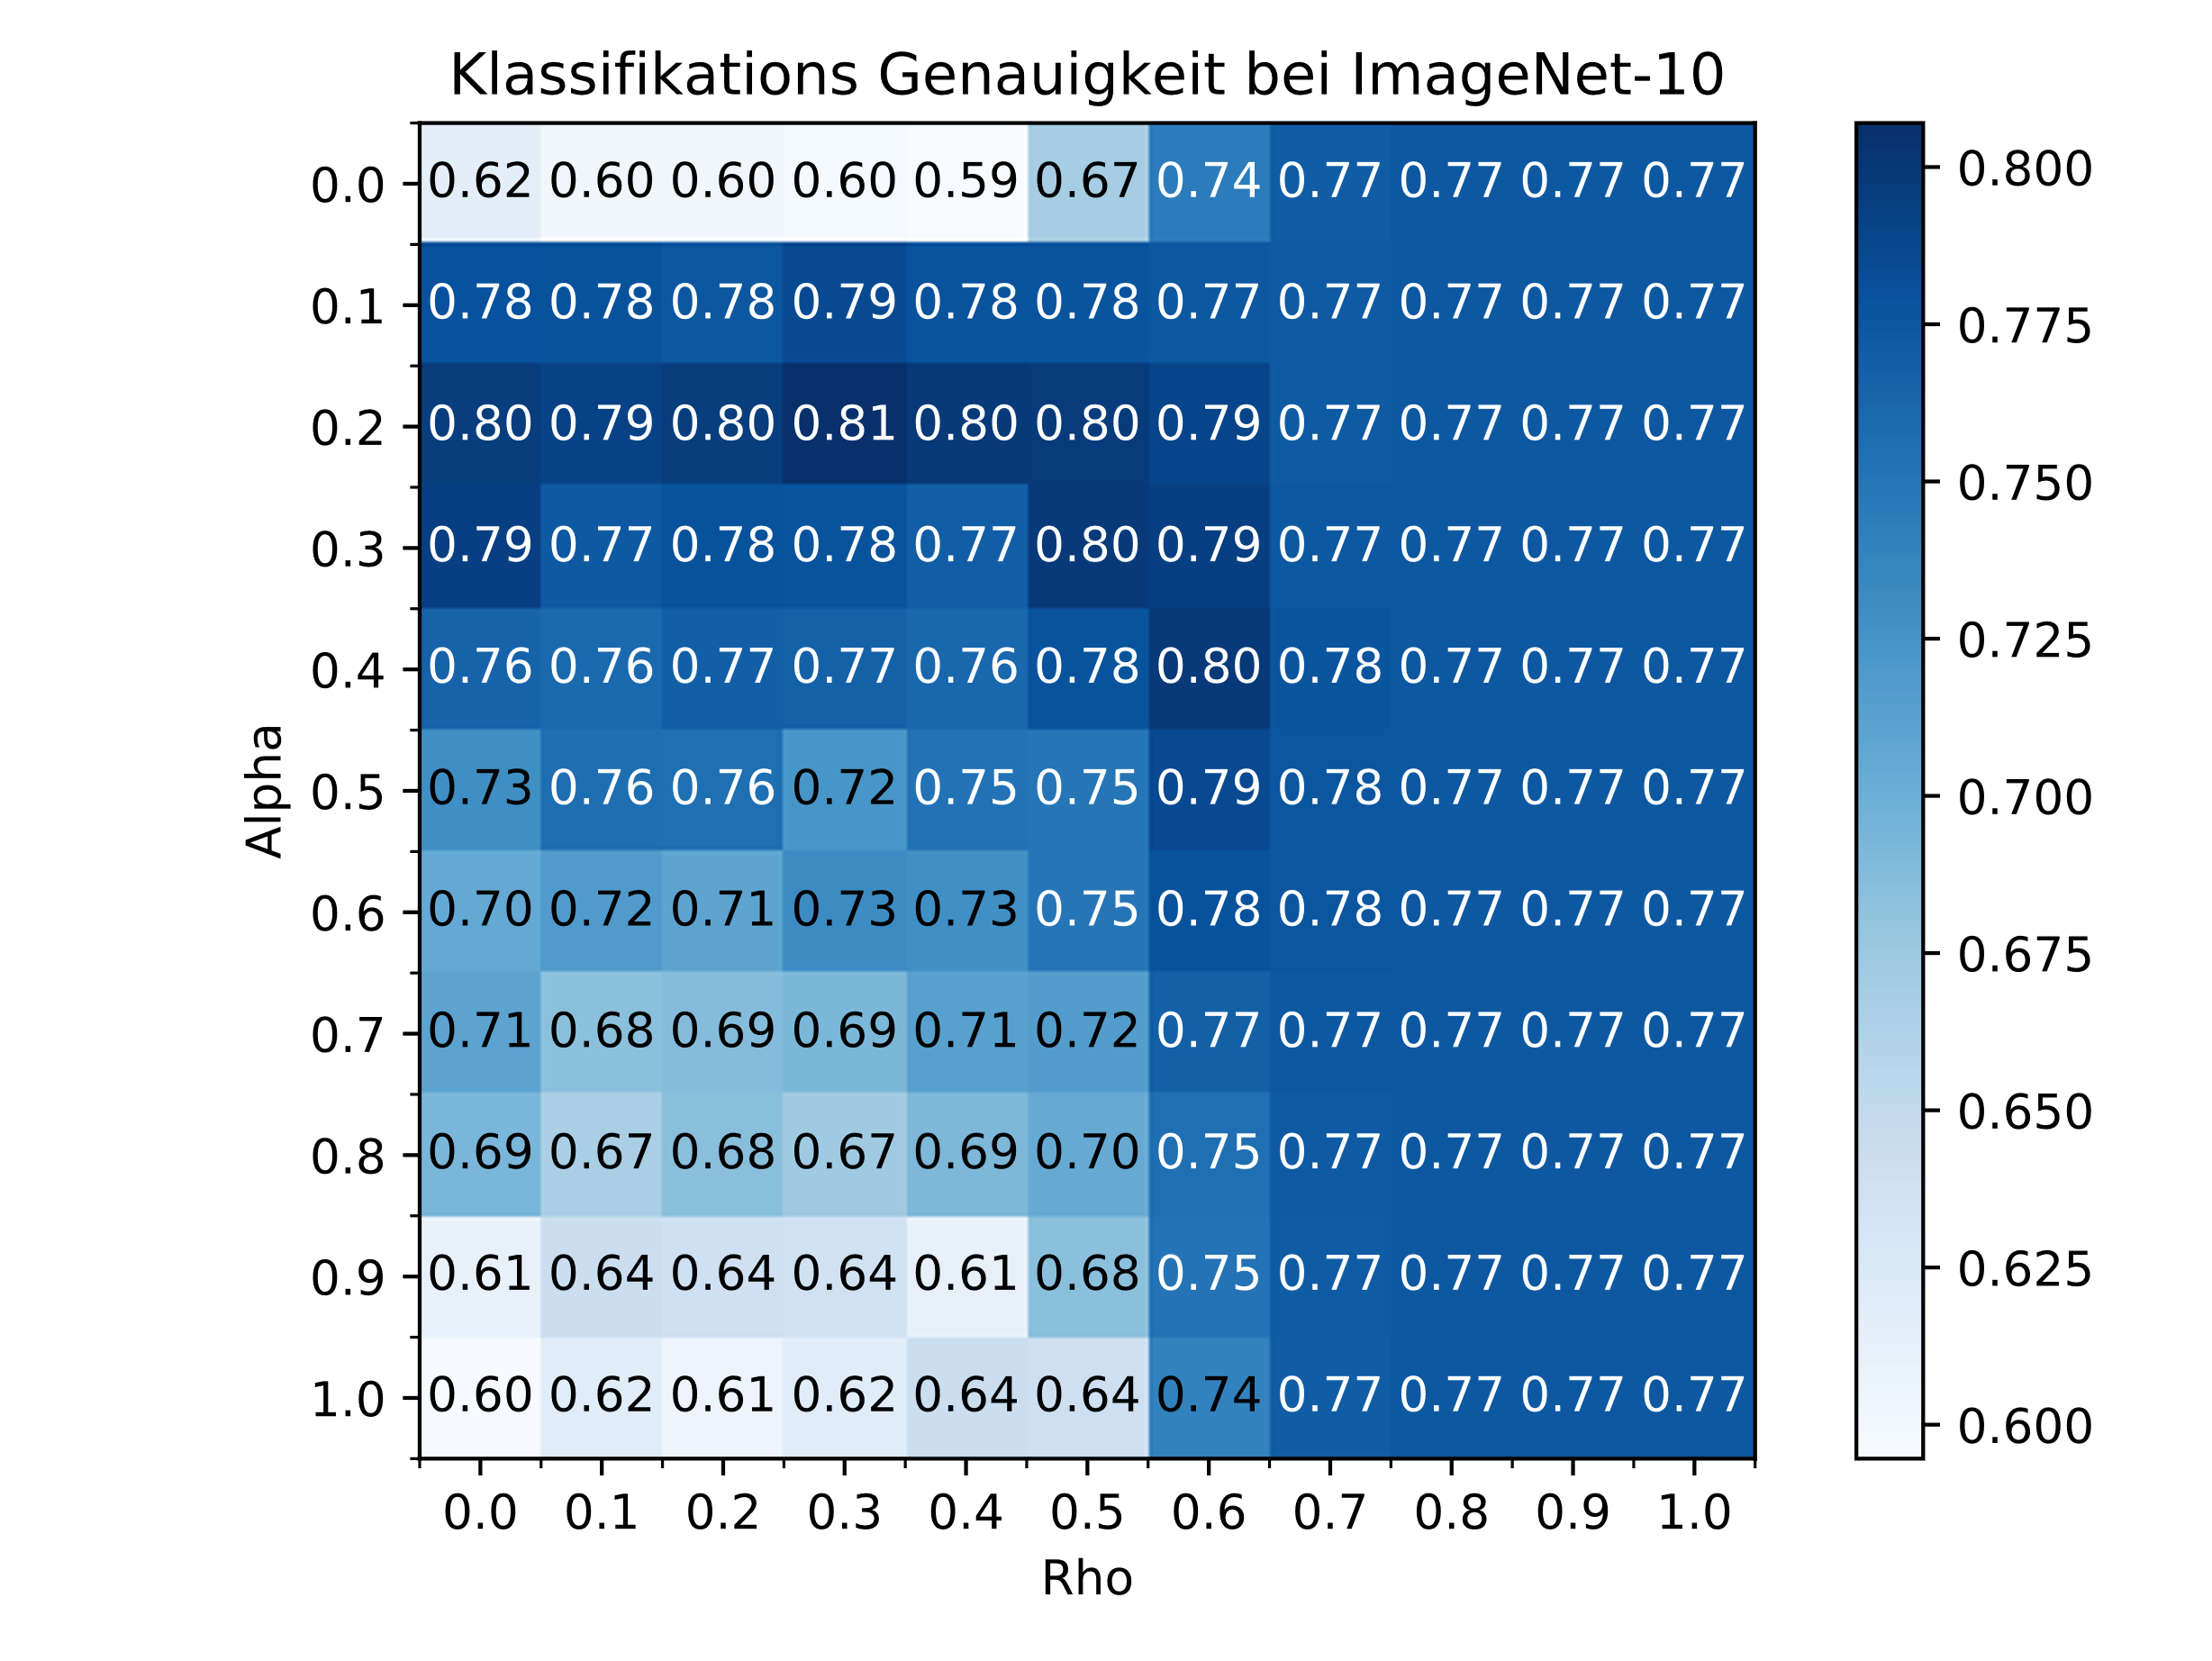 Klassifikations Genauigkeit bei ImageNet-10
0.0 0.62 0.60 0.60 0.60 0.59 0.67 0.74 0.77 0.77 0.77 0.77
0.1 0.78 0.78 0.78 0.79 0.78 0.78 0.77 0.77 0.77 0.77 0.77
0.2 0.80 0.79 0.80 0.81 0.80 0.80 0.79 0.77 0.77 0.77 0.77
0.3 0.79 0.77 0.78 0.78 0.77 0.80 0.79 0.77 0.77 0.77 0.77
0.4 0.76 0.76 0.77 0.77 0.76 0.78 0.80 0.78 0.77 0.77 0.77
0.5 0.73 0.76 0.76 0.72 0.75 0.75 0.79 0.78 0.77 0.77 0.77
0.6 0.70 0.72 0.71 0.73 0.73 0.75 0.78 0.78 0.77 0.77 0.77
0.7 0.71 0.68 0.69 0.69 0.71 0.72 0.77 0.77 0.77 0.77 0.77
0.8 0.69 0.67 0.68 0.67 0.69 0.70 0.75 0.77 0.77 0.77 0.77
0.9 0.61 0.64 0.64 0.64 0.61 0.68 0.75 0.77 0.77 0.77 0.77
1.0 0.60 0.62 0.61 0.62 0.64 0.64 0.74 0.77 0.77 0.77 0.77
0.0 0.1 0.2 0.3 0.4 0.5 0.6 0.7 0.8 0.9 1.0
Rho
Alpha
0.800
0.775
0.750
0.725
0.700
0.675
0.650
0.625
0.600